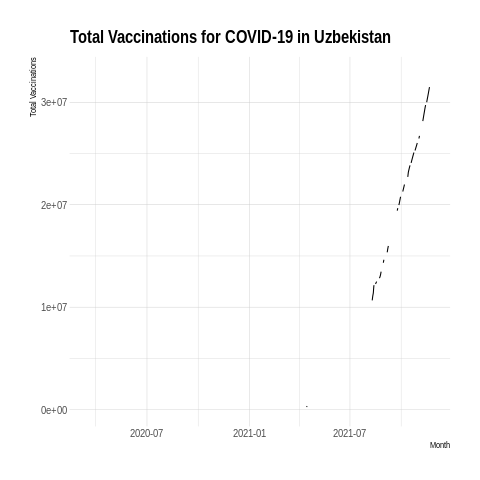 Total Vaccinations for COVID-19 in Uzbekistan
Total Vaccinations
3e+07
2e+07
1e+07
0e+00
2020-07
2021-01
2021-07
Month